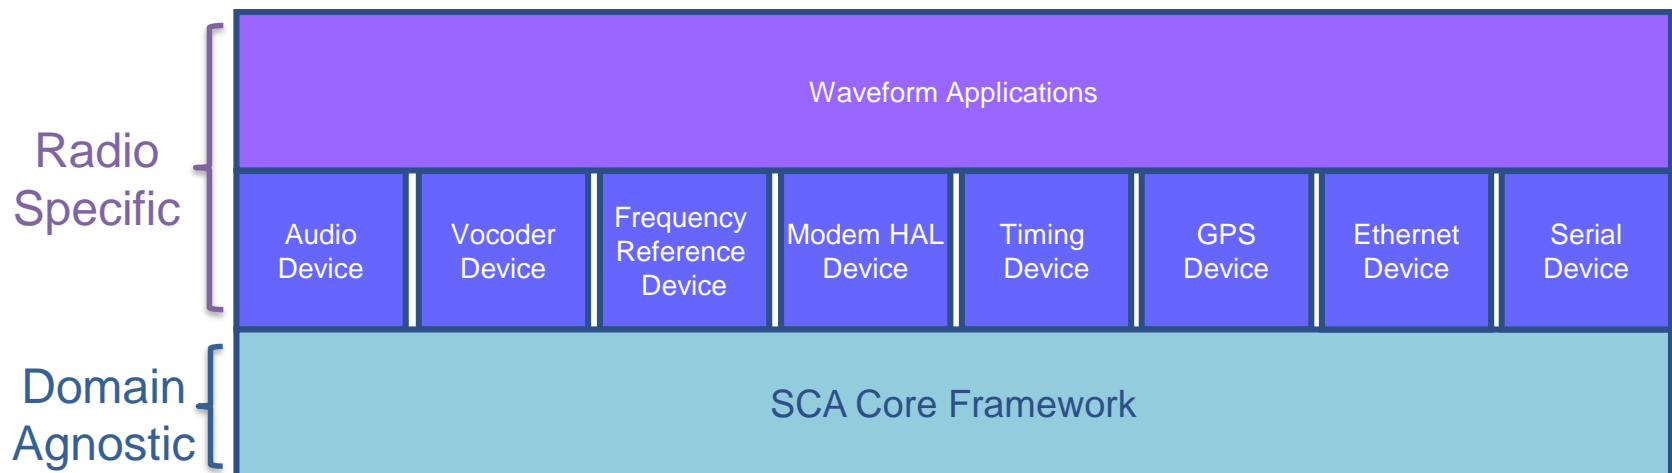 Waveform Applications
Radio
Specific
Audio
Device
Vocoder
Device
Frequency
Reference
Device
Modem HAL
Device
Timing
Device
GPS
Device
Ethernet
Device
Serial
Device
Domain
Agnostic
SCA Core Framework